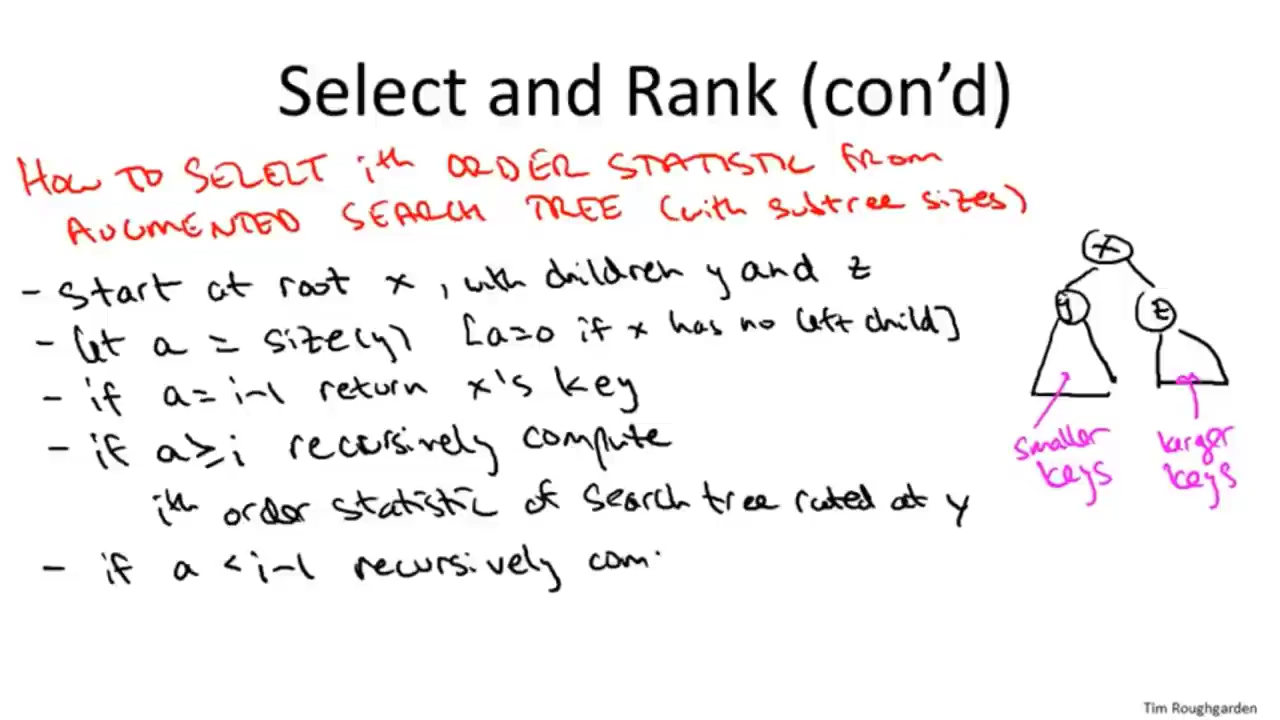 Select and Rank (con'd)
HOW TO SELECT ith ORDER STATISTIC FROM
AUGMENTED SEARCH TREE (with subtree sizes)
- start at root x, with children y and z
- let a = size(y) [a=0 if x has no left child]
- if a = i-1 return x's key
- if a ≥ i recursively compute
ith order statistic of search tree rooted at y
- if a < i-1 recursively com
x
y
z
smaller
keys
larger
keys
Tim Roughgarden